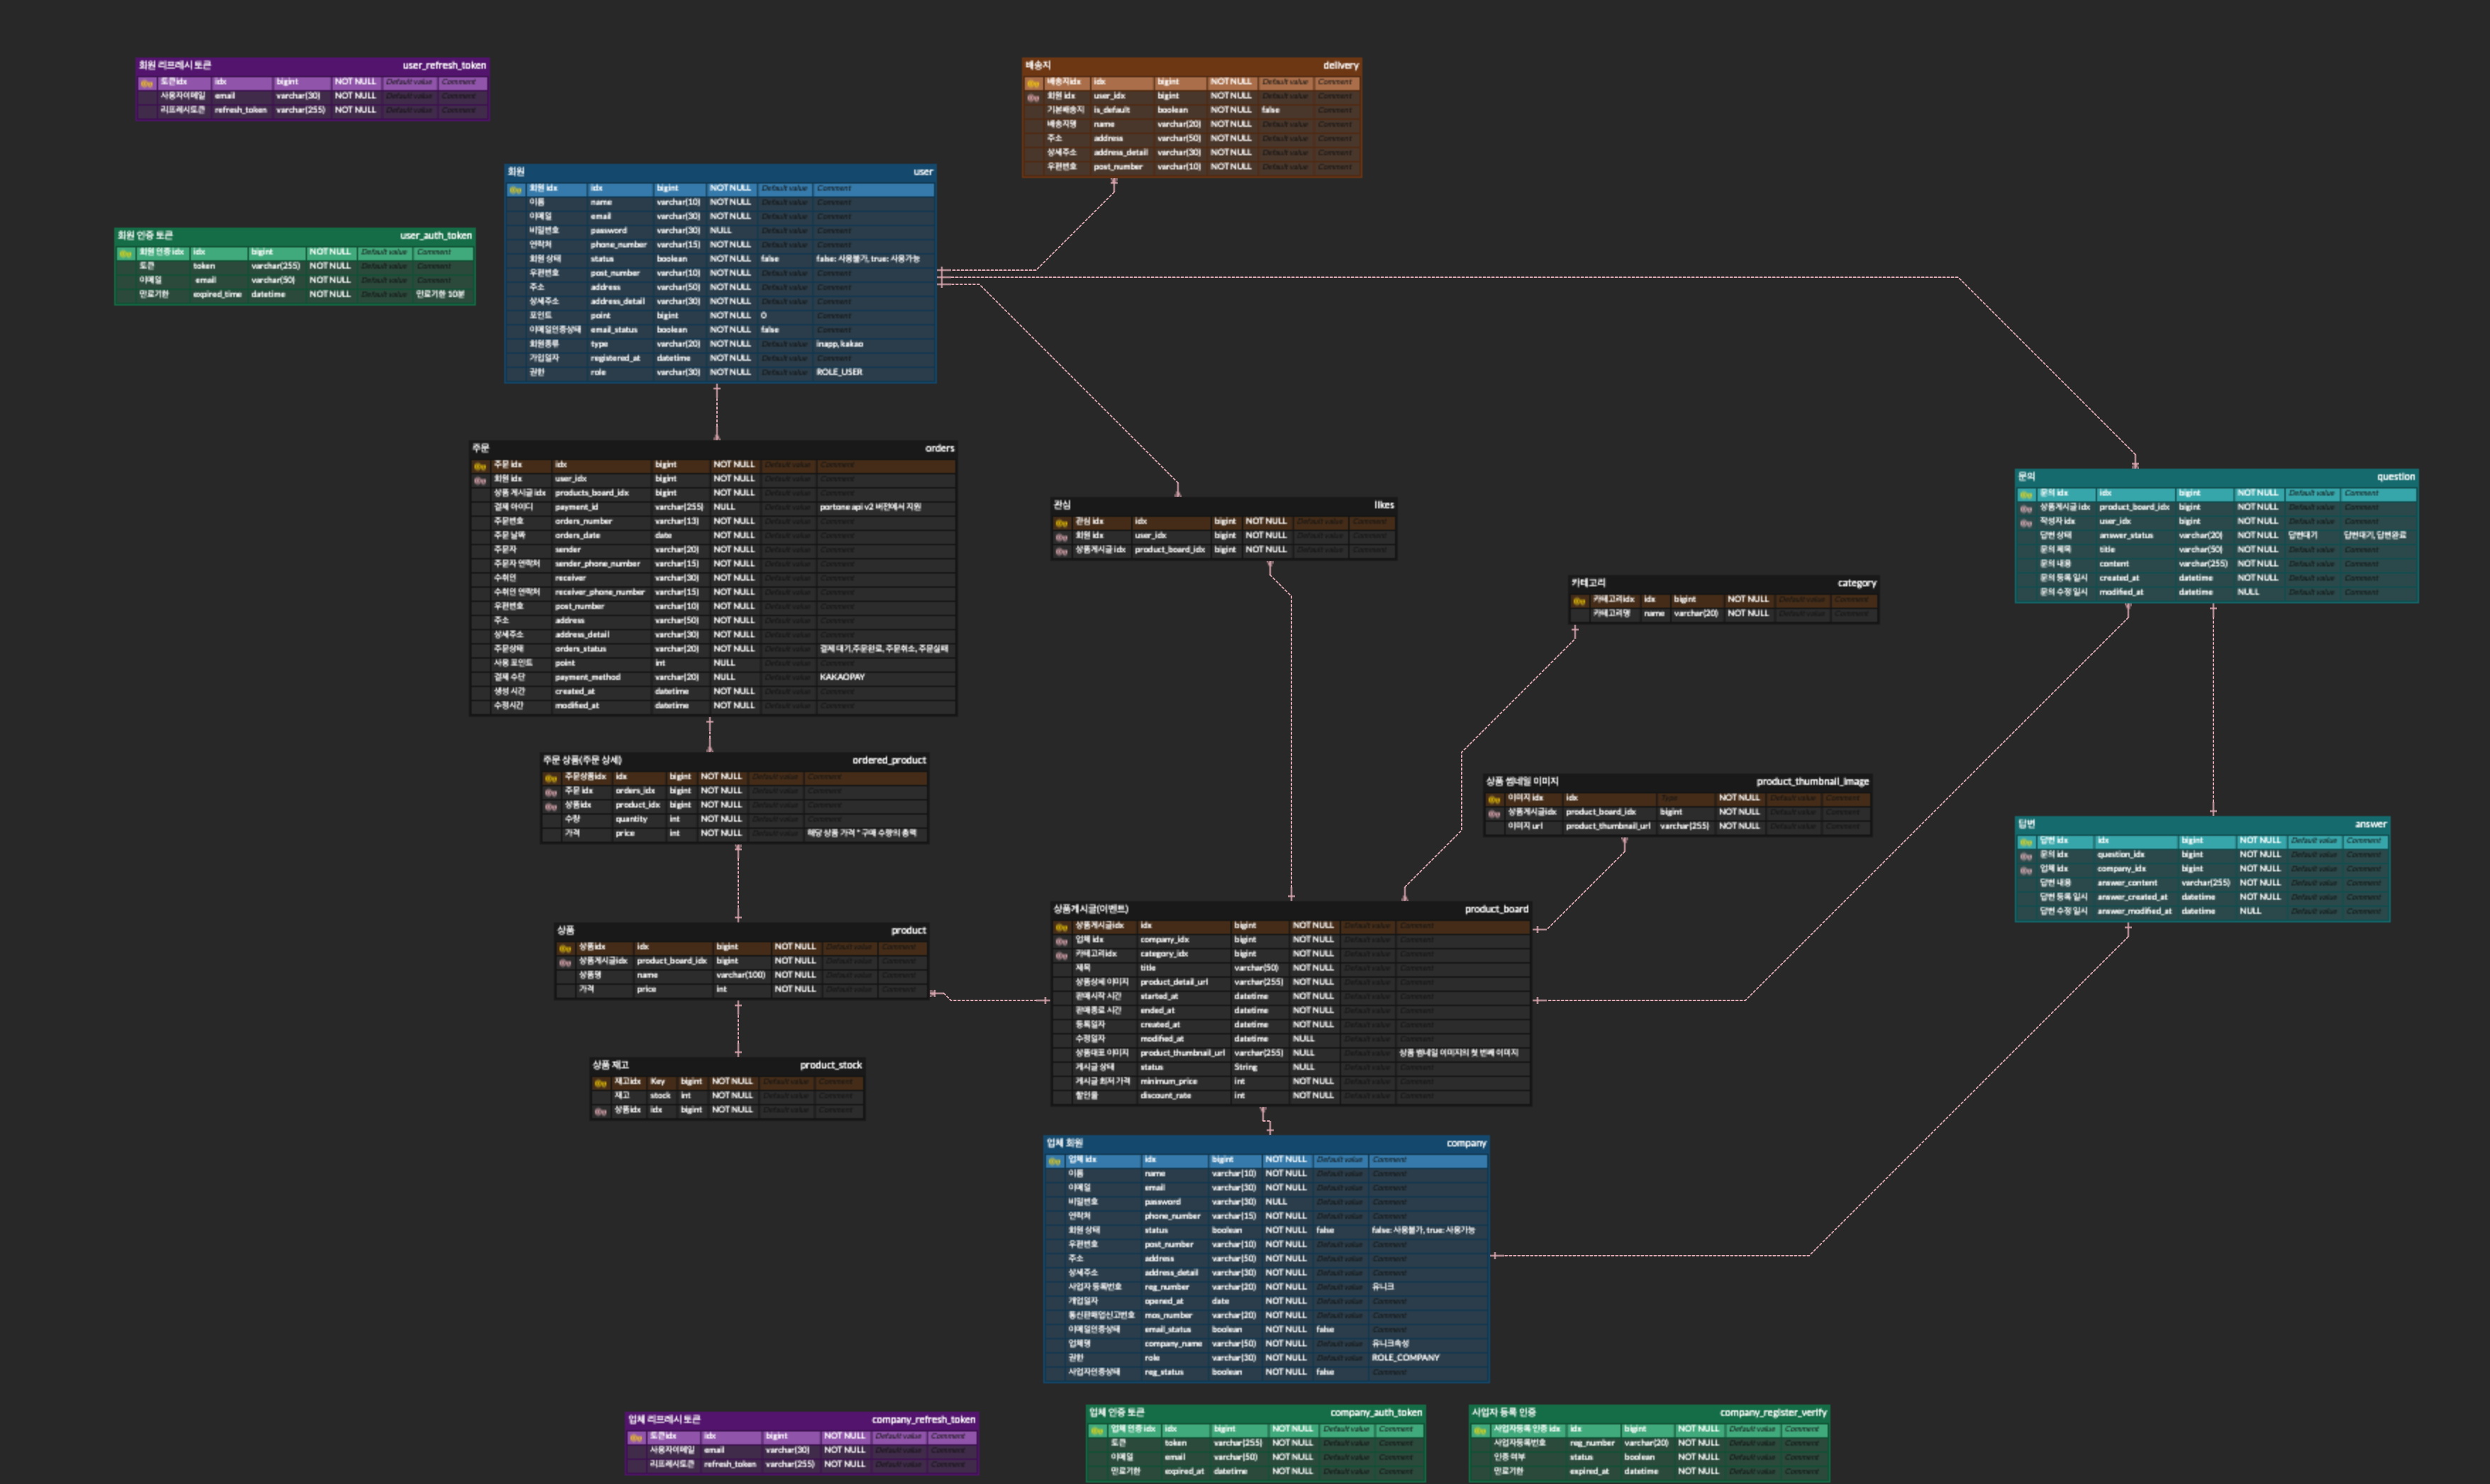 회원 리프레시 토큰 user_refresh_token
토큰idx idx bigint NOT NULL Default value Comment
사용자이메일 email varchar(30) NOT NULL Default value Comment
리프레시토큰 refresh_token varchar(255) NOT NULL Default value Comment
배송지 delivery
배송지idx idx bigint NOT NULL Default value Comment
회원 idx user_idx bigint NOT NULL Default value Comment
기본배송지 is_default boolean NOT NULL false Comment
배송지명 name varchar(20) NOT NULL Default value Comment
주소 address varchar(50) NOT NULL Default value Comment
상세주소 address_detail varchar(30) NOT NULL Default value Comment
우편번호 post_number varchar(10) NOT NULL Default value Comment
회원 user
회원 idx idx bigint NOT NULL Default value Comment
이름 name varchar(10) NOT NULL Default value Comment
이메일 email varchar(30) NOT NULL Default value Comment
비밀번호 password varchar(30) NULL Default value Comment
연락처 phone_number varchar(15) NOT NULL Default value Comment
회원 상태 status boolean NOT NULL false false: 사용불가, true: 사용가능
우편번호 post_number varchar(10) NOT NULL Default value Comment
주소 address varchar(50) NOT NULL Default value Comment
상세주소 address_detail varchar(30) NOT NULL Default value Comment
포인트 point bigint NOT NULL 0 Comment
이메일인증상태 email_status boolean NOT NULL false Comment
회원종류 type varchar(20) NOT NULL Default value inapp, kakao
가입일자 registered_at datetime NOT NULL Default value Comment
권한 role varchar(30) NOT NULL Default value ROLE_USER
회원 인증 토큰 user_auth_token
회원 인증 idx idx bigint NOT NULL Default value Comment
토큰 token varchar(255) NOT NULL Default value Comment
이메일 email varchar(50) NOT NULL Default value Comment
만료기한 expired_time datetime NOT NULL Default value 만료기한 10분
주문 orders
주문 idx idx bigint NOT NULL Default value Comment
회원 idx user_idx bigint NOT NULL Default value Comment
상품 게시글 idx products_board_idx bigint NOT NULL Default value Comment
결제 아이디 payment_id varchar(255) NULL Default value portone api v2 버전에서 지원
주문번호 orders_number varchar(13) NOT NULL Default value Comment
주문 날짜 orders_date date NOT NULL Default value Comment
주문자 sender varchar(20) NOT NULL Default value Comment
주문자 연락처 sender_phone_number varchar(15) NOT NULL Default value Comment
수취인 receiver varchar(30) NOT NULL Default value Comment
수취인 연락처 receiver_phone_number varchar(15) NOT NULL Default value Comment
우편번호 post_number varchar(10) NOT NULL Default value Comment
주소 address varchar(50) NOT NULL Default value Comment
상세주소 address_detail varchar(30) NOT NULL Default value Comment
주문상태 orders_status varchar(20) NOT NULL Default value 결제 대기,주문완료, 주문취소, 주문실패
사용 포인트 point int NULL Default value Comment
결제 수단 payment_method varchar(20) NULL Default value KAKAOPAY
생성 시간 created_at datetime NOT NULL Default value Comment
수정시간 modified_at datetime NOT NULL Default value Comment
관심 likes
관심 idx idx bigint NOT NULL Default value Comment
회원 idx user_idx bigint NOT NULL Default value Comment
상품게시글 idx product_board_idx bigint NOT NULL Default value Comment
문의 question
문의 idx idx bigint NOT NULL Default value Comment
상품게시글 idx product_board_idx bigint NOT NULL Default value Comment
작성자 idx user_idx bigint NOT NULL Default value Comment
답변 상태 answer_status varchar(20) NOT NULL 답변대기 답변대기, 답변완료
문의 제목 title varchar(50) NOT NULL Default value Comment
문의 내용 content varchar(255) NOT NULL Default value Comment
문의 등록 일시 created_at datetime NOT NULL Default value Comment
문의 수정 일시 modified_at datetime NULL Default value Comment
카테고리 category
카테고리idx idx bigint NOT NULL Default value Comment
카테고리명 name varchar(20) NOT NULL Default value Comment
주문 상품(주문 상세) ordered_product
주문상품idx idx bigint NOT NULL Default value Comment
주문 idx orders_idx bigint NOT NULL Default value Comment
상품idx product_idx bigint NOT NULL Default value Comment
수량 quantity int NOT NULL Default value Comment
가격 price int NOT NULL Default value 해당 상품 가격 * 구매 수량의 총액
상품 썸네일 이미지 product_thumbnail_image
이미지 idx idx Type NOT NULL Default value Comment
상품게시글idx product_board_idx bigint NOT NULL Default value Comment
이미지 url product_thumbnail_url varchar(255) NOT NULL Default value Comment
답변 answer
답변 idx idx bigint NOT NULL Default value Comment
문의 idx question_idx bigint NOT NULL Default value Comment
업체 idx company_idx bigint NOT NULL Default value Comment
답변 내용 answer_content varchar(255) NOT NULL Default value Comment
답변 등록 일시 answer_created_at datetime NOT NULL Default value Comment
답변 수정 일시 answer_modified_at datetime NULL Default value Comment
상품 product
상품idx idx bigint NOT NULL Default value Comment
상품게시글idx product_board_idx bigint NOT NULL Default value Comment
상품명 name varchar(100) NOT NULL Default value Comment
가격 price int NOT NULL Default value Comment
상품게시글(이벤트) product_board
상품게시글idx idx bigint NOT NULL Default value Comment
업체 idx company_idx bigint NOT NULL Default value Comment
카테고리idx category_idx bigint NOT NULL Default value Comment
제목 title varchar(50) NOT NULL Default value Comment
상품상세 이미지 product_detail_url varchar(255) NOT NULL Default value Comment
판매시작 시간 started_at datetime NOT NULL Default value Comment
판매종료 시간 ended_at datetime NOT NULL Default value Comment
등록일자 created_at datetime NOT NULL Default value Comment
수정일자 modified_at datetime NULL Default value Comment
상품대표 이미지 product_thumbnail_url varchar(255) NULL Default value 상품 썸네일 이미지의 첫 번째 이미지
게시글 상태 status String NULL Default value Comment
게시글 최저 가격 minimum_price int NOT NULL Default value Comment
할인율 discount_rate int NOT NULL Default value Comment
상품 재고 product_stock
재고idx Key bigint NOT NULL Default value Comment
재고 stock int NOT NULL Default value Comment
상품idx idx bigint NOT NULL Default value Comment
업체 회원 company
업체 idx idx bigint NOT NULL Default value Comment
이름 name varchar(10) NOT NULL Default value Comment
이메일 email varchar(30) NOT NULL Default value Comment
비밀번호 password varchar(30) NULL Default value Comment
연락처 phone_number varchar(15) NOT NULL Default value Comment
회원 상태 status boolean NOT NULL false false: 사용불가, true: 사용가능
우편번호 post_number varchar(10) NOT NULL Default value Comment
주소 address varchar(50) NOT NULL Default value Comment
상세주소 address_detail varchar(30) NOT NULL Default value Comment
사업자 등록번호 reg_number varchar(20) NOT NULL Default value 유니크
개업일자 opened_at date NOT NULL Default value Comment
통신판매업신고번호 mos_number varchar(20) NOT NULL Default value Comment
이메일인증상태 email_status boolean NOT NULL false Comment
업체명 company_name varchar(50) NOT NULL Default value 유니크속성
권한 role varchar(30) NOT NULL Default value ROLE_COMPANY
사업자인증상태 reg_status boolean NOT NULL false Comment
업체 리프레시 토큰 company_refresh_token
토큰idx idx bigint NOT NULL Default value Comment
사용자이메일 email varchar(30) NOT NULL Default value Comment
리프레시토큰 refresh_token varchar(255) NOT NULL Default value Comment
업체 인증 토큰 company_auth_token
업체 인증 idx idx bigint NOT NULL Default value Comment
토큰 token varchar(255) NOT NULL Default value Comment
이메일 email varchar(50) NOT NULL Default value Comment
만료기한 expired_at datetime NOT NULL Default value Comment
사업자 등록 인증 company_register_verify
사업자등록 인증 idx idx bigint NOT NULL Default value Comment
사업자등록번호 reg_number varchar(20) NOT NULL Default value Comment
인증 여부 status boolean NOT NULL Default value Comment
만료기한 expired_at datetime NOT NULL Default value Comment